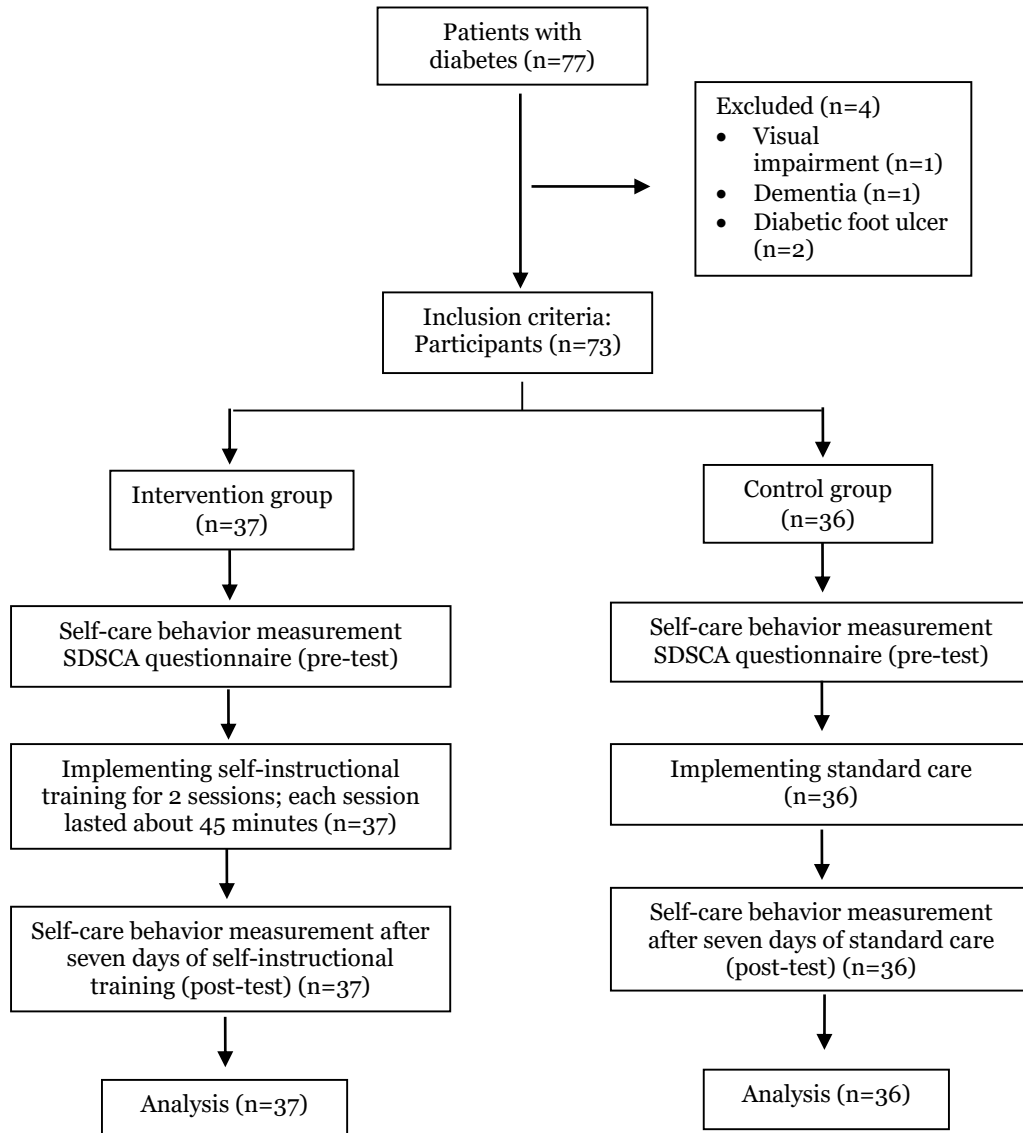 Patients with
diabetes (n=77)
Excluded (n=4)
• Visual
impairment (n=1)
• Dementia (n=1)
• Diabetic foot ulcer
(n=2)
Inclusion criteria:
Participants (n=73)
Intervention group
(n=37)
Control group
(n=36)
Self-care behavior measurement
SDSCA questionnaire (pre-test)
Self-care behavior measurement
SDSCA questionnaire (pre-test)
Implementing self-instructional
training for 2 sessions; each session
lasted about 45 minutes (n=37)
Implementing standard care
(n=36)
Self-care behavior measurement after
seven days of self-instructional
training (post-test) (n=37)
Self-care behavior measurement
after seven days of standard care
(post-test) (n=36)
Analysis (n=37)
Analysis (n=36)